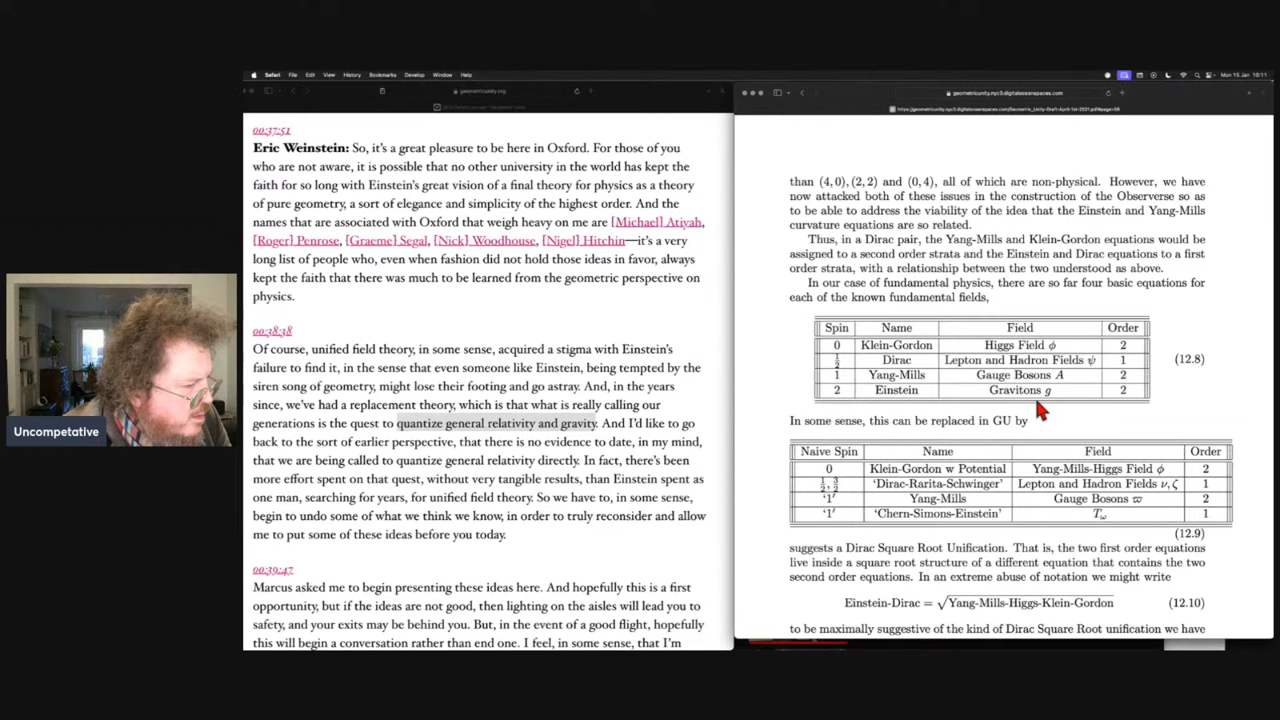 Safari File Edit View History Bookmarks Develop Window Help
Mon 15 Jan 10:11
geometricunity.org
geometricunity.nyc3.digitaloceanspaces.com
00:37:51
Eric Weinstein: So, it's a great pleasure to be here in Oxford. For those of you
who are not aware, it is possible that no other university in the world has kept the
faith for so long with Einstein's great vision of a final theory for physics as a theory
of pure geometry, a sort of elegance and simplicity of the highest order. And the
names that are associated with Oxford that weigh heavy on me are [Michael] Atiyah,
[Roger] Penrose, [Graeme] Segal, [Nick] Woodhouse, [Nigel] Hitchin—it's a very
long list of people who, even when fashion did not hold those ideas in favor, always
kept the faith that there was much to be learned from the geometric perspective on
physics.
00:38:38
Of course, unified field theory, in some sense, acquired a stigma with Einstein's
failure to find it, in the sense that even someone like Einstein, being tempted by the
siren song of geometry, might lose their footing and go astray. And, in the years
since, we've had a replacement theory, which is that what is really calling our
generations is the quest to quantize general relativity and gravity. And I'd like to go
back to the sort of earlier perspective, that there is no evidence to date, in my mind,
that we are being called to quantize general relativity directly. In fact, there's been
more effort spent on that quest, without very tangible results, than Einstein spent as
one man, searching for years, for unified field theory. So we have to, in some sense,
begin to undo some of what we think we know, in order to truly reconsider and allow
me to put some of these ideas before you today.
00:39:47
Marcus asked me to begin presenting these ideas here. And hopefully this is a first
opportunity, but if the ideas are not good, then lighting on the aisles will lead you to
safety, and your exits may be behind you. But, in the event of a good flight, hopefully
this will begin a conversation rather than end one. I feel, in some sense, that I'm
than (4, 0), (2, 2) and (0, 4), all of which are non-physical. However, we have
now attacked both of these issues in the construction of the Observerse so as
to be able to address the viability of the idea that the Einstein and Yang-Mills
curvature equations are so related.
Thus, in a Dirac pair, the Yang-Mills and Klein-Gordon equations would be
assigned to a second order strata and the Einstein and Dirac equations to a first
order strata, with a relationship between the two understood as above.
In our case of fundamental physics, there are so far four basic equations for
each of the known fundamental fields,
Spin Name Field Order
0 Klein-Gordon Higgs Field ϕ 2
1/2 Dirac Lepton and Hadron Fields ψ 1
1 Yang-Mills Gauge Bosons A 2
2 Einstein Gravitons g 2
(12.8)
In some sense, this can be replaced in GU by
Naive Spin Name Field Order
0 Klein-Gordon w Potential Yang-Mills-Higgs Field ϕ 2
1/2, 3/2 'Dirac-Rarita-Schwinger' Lepton and Hadron Fields ν, ζ 1
'1' Yang-Mills Gauge Bosons ϖ 2
'1' 'Chern-Simons-Einstein' Tω 1
(12.9)
suggests a Dirac Square Root Unification. That is, the two first order equations
live inside a square root structure of a different equation that contains the two
second order equations. In an extreme abuse of notation we might write
Einstein-Dirac = √Yang-Mills-Higgs-Klein-Gordon (12.10)
to be maximally suggestive of the kind of Dirac Square Root unification we have
Uncompetative